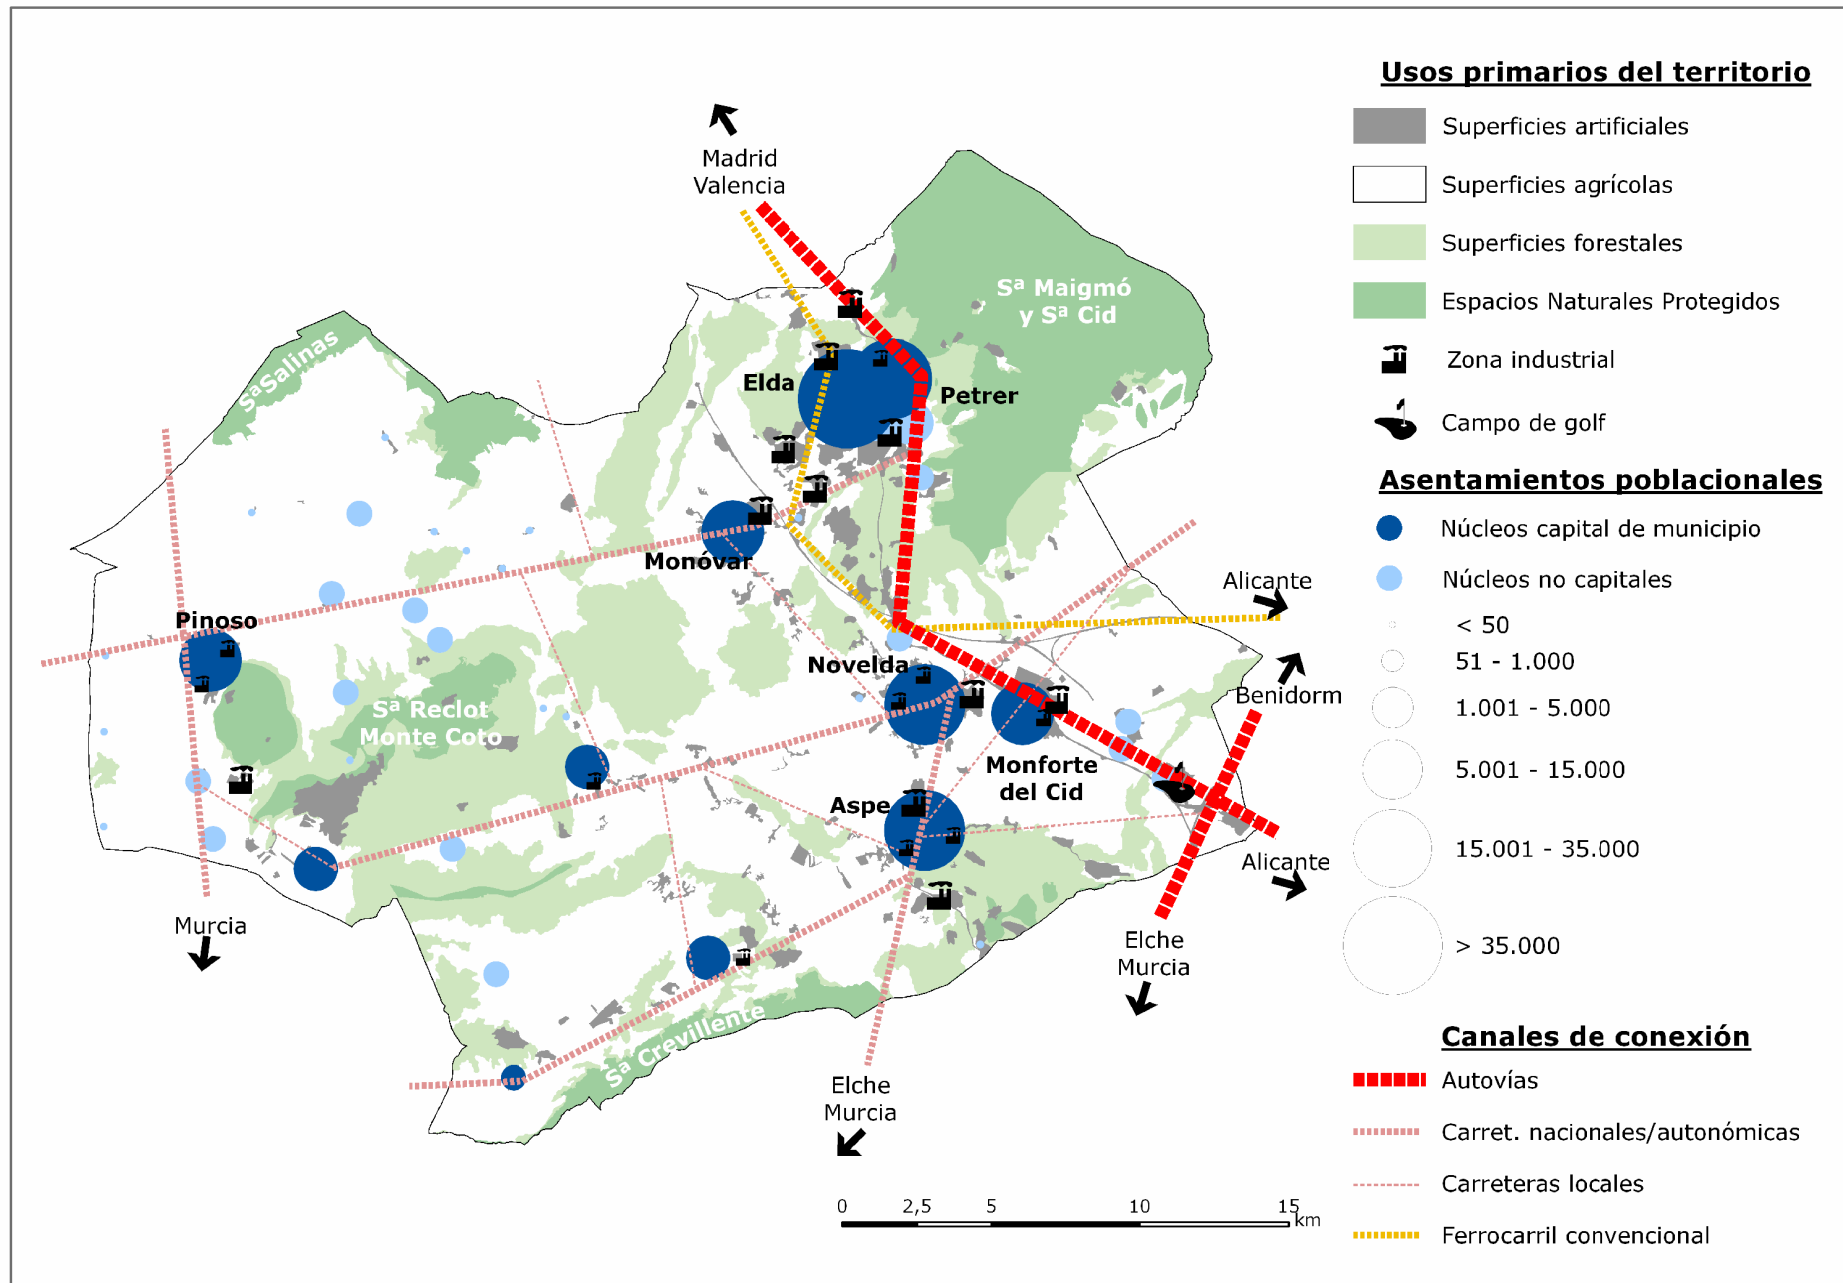 Usos primarios del territorio
Superficies artificiales
Superficies agrícolas
Superficies forestales
Espacios Naturales Protegidos
Zona industrial
Campo de golf
Asentamientos poblacionales
Núcleos capital de municipio
Núcleos no capitales
< 50
51 - 1.000
1.001 - 5.000
5.001 - 15.000
15.001 - 35.000
> 35.000
Canales de conexión
Autovías
Carret. nacionales/autonómicas
Carreteras locales
Ferrocarril convencional
Madrid
Valencia
Sª Maigmó
y Sª Cid
Sª Salinas
Elda
Petrer
Monóvar
Alicante
Pinoso
Novelda
Benidorm
Sª Reclot
Monte Coto
Monforte
del Cid
Aspe
Alicante
Murcia
Elche
Murcia
Sª Crevillente
Elche
Murcia
0 2,5 5 10 15
km